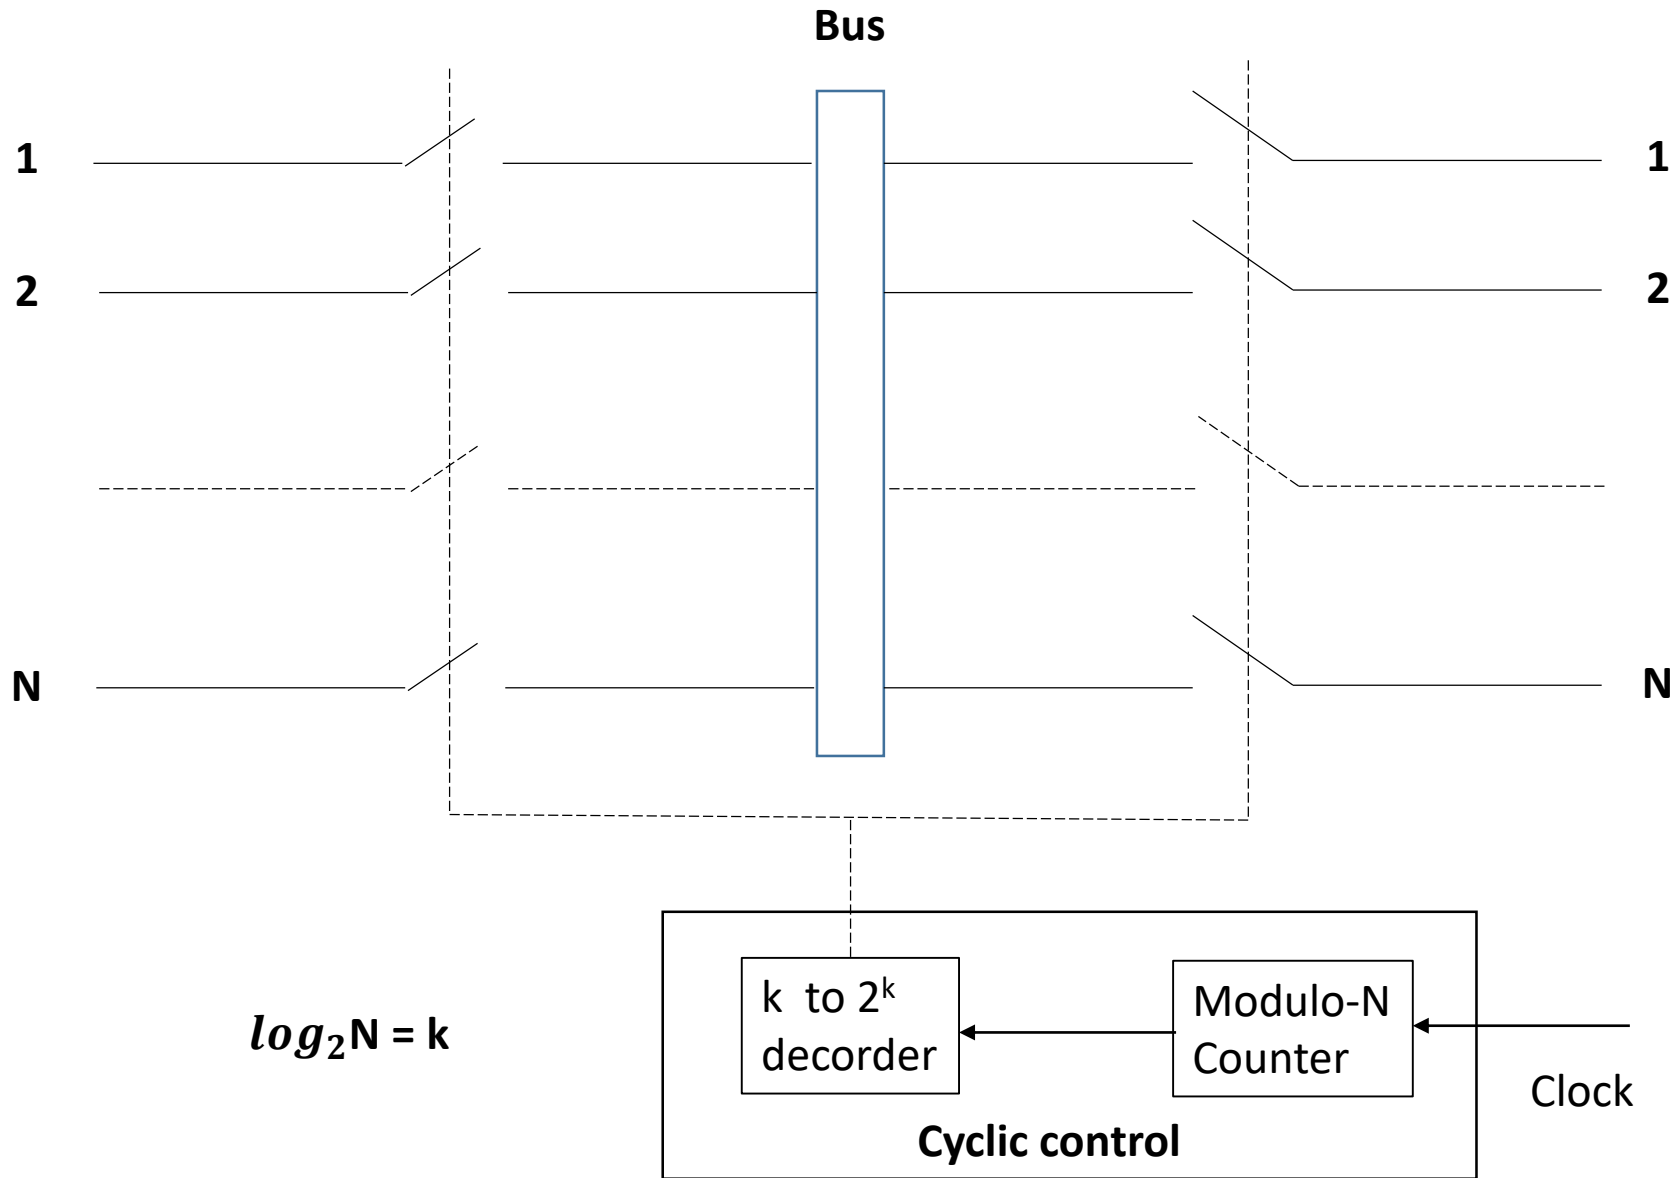 Bus
1
1
2
2
N
N
k to 2ᵏ
decorder
Modulo-N
Counter
log₂N = k
Clock
Cyclic control